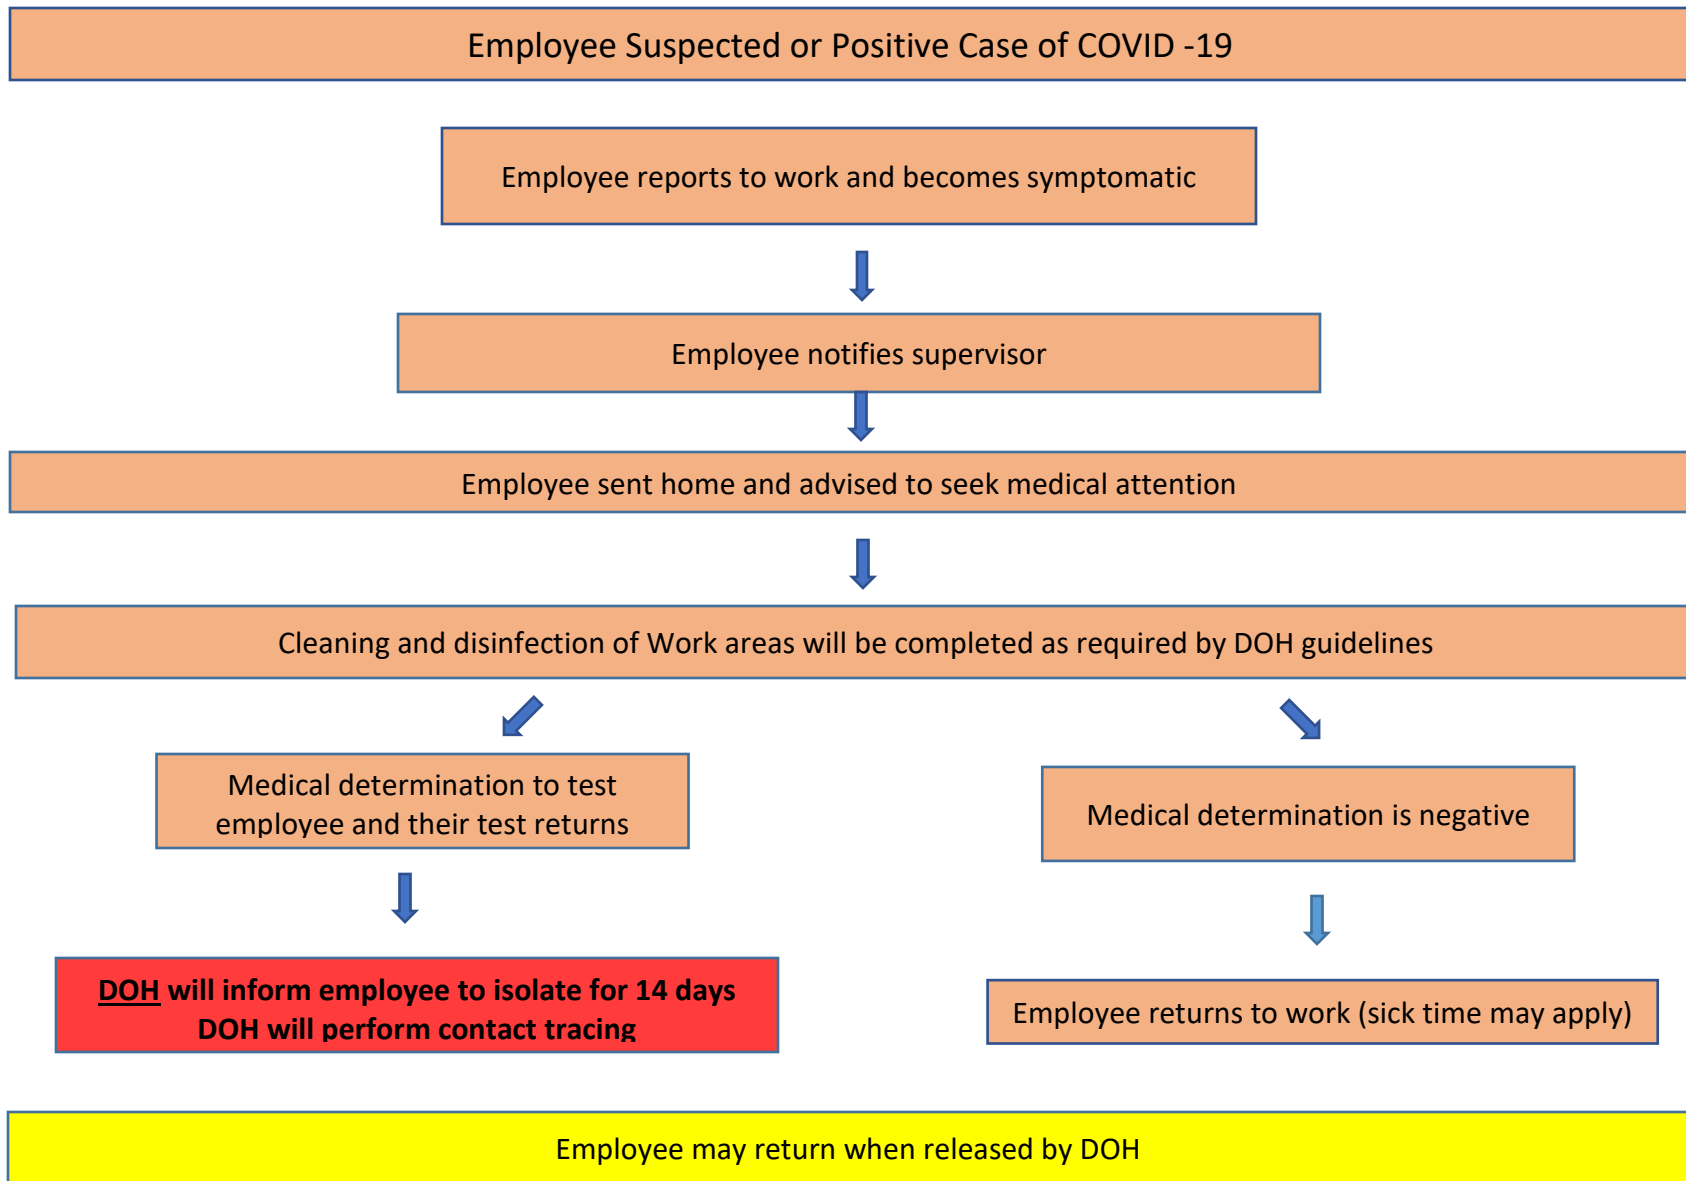 Employee Suspected or Positive Case of COVID -19
Employee reports to work and becomes symptomatic
Employee notifies supervisor
Employee sent home and advised to seek medical attention
Cleaning and disinfection of Work areas will be completed as required by DOH guidelines
Medical determination to test
employee and their test returns
Medical determination is negative
DOH will inform employee to isolate for 14 days
DOH will perform contact tracing
Employee returns to work (sick time may apply)
Employee may return when released by DOH